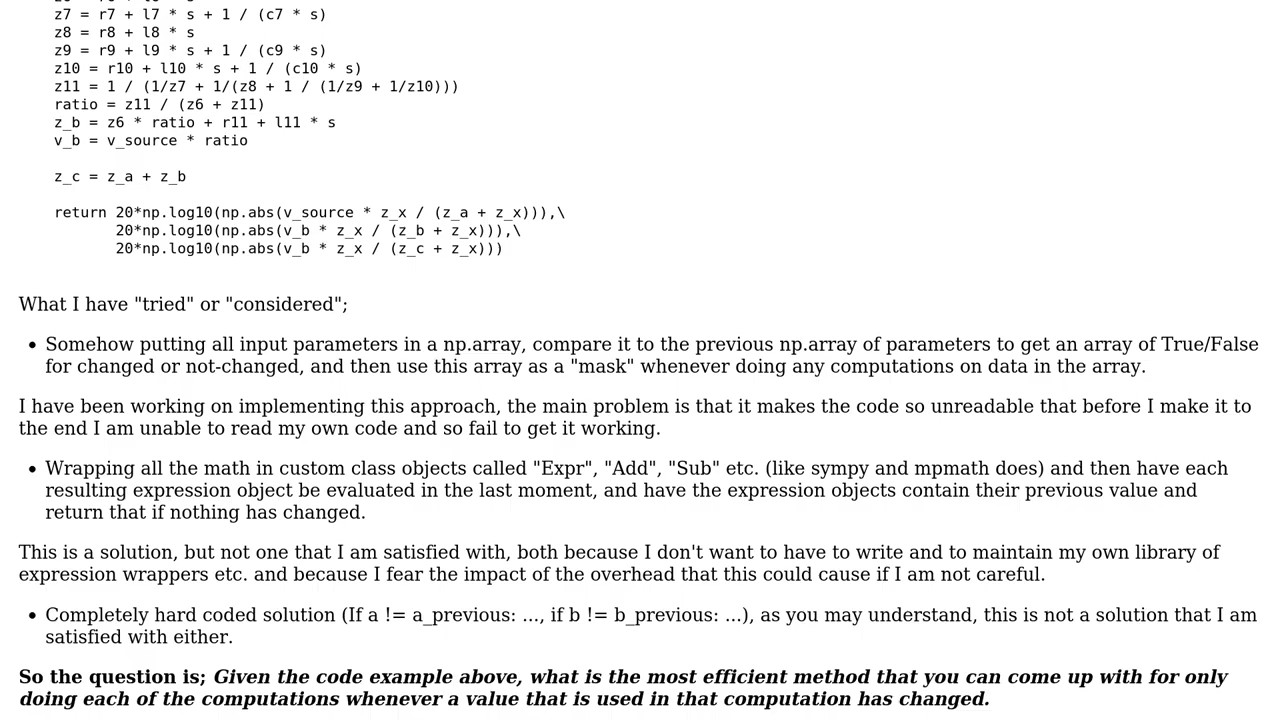 z7 = r7 + l7 * s + 1 / (c7 * s)
z8 = r8 + l8 * s
z9 = r9 + l9 * s + 1 / (c9 * s)
z10 = r10 + l10 * s + 1 / (c10 * s)
z11 = 1 / (1/z7 + 1/(z8 + 1 / (1/z9 + 1/z10)))
ratio = z11 / (z6 + z11)
z_b = z6 * ratio + r11 + l11 * s
v_b = v_source * ratio
z_c = z_a + z_b
return 20*np.log10(np.abs(v_source * z_x / (z_a + z_x))),\
20*np.log10(np.abs(v_b * z_x / (z_b + z_x))),\
20*np.log10(np.abs(v_b * z_x / (z_c + z_x)))
What I have "tried" or "considered";
• Somehow putting all input parameters in a np.array, compare it to the previous np.array of parameters to get an array of True/False
for changed or not-changed, and then use this array as a "mask" whenever doing any computations on data in the array.
I have been working on implementing this approach, the main problem is that it makes the code so unreadable that before I make it to
the end I am unable to read my own code and so fail to get it working.
• Wrapping all the math in custom class objects called "Expr", "Add", "Sub" etc. (like sympy and mpmath does) and then have each
resulting expression object be evaluated in the last moment, and have the expression objects contain their previous value and
return that if nothing has changed.
This is a solution, but not one that I am satisfied with, both because I don't want to have to write and to maintain my own library of
expression wrappers etc. and because I fear the impact of the overhead that this could cause if I am not careful.
• Completely hard coded solution (If a != a_previous: ..., if b != b_previous: ...), as you may understand, this is not a solution that I am
satisfied with either.
So the question is; Given the code example above, what is the most efficient method that you can come up with for only
doing each of the computations whenever a value that is used in that computation has changed.